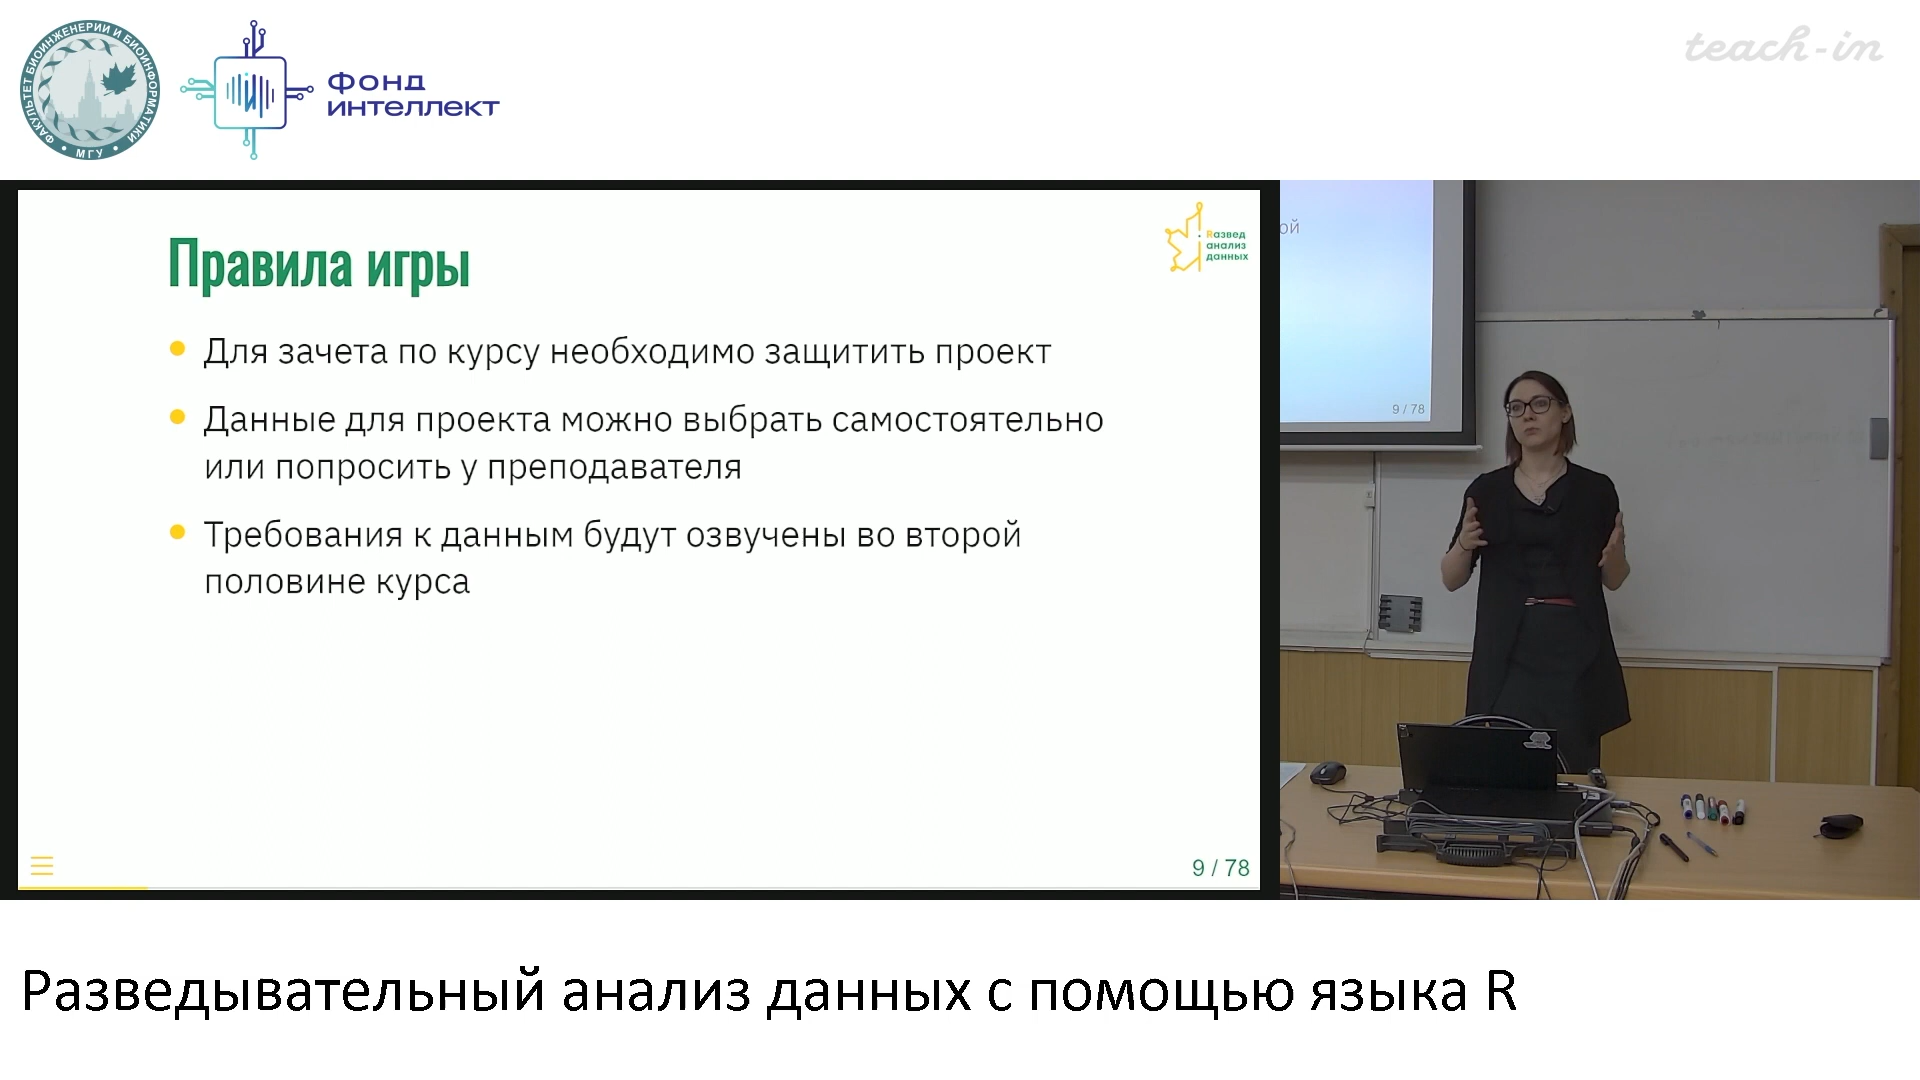 ФАКУЛЬТЕТ БИОИНЖЕНЕРИИ И БИОИНФОРМАТИКИ
• МГУ •
ФОНД
ИНТЕЛЛЕКТ
teach-in
Правила игры
Rазвед
анализ
данных
• Для зачета по курсу необходимо защитить проект
• Данные для проекта можно выбрать самостоятельно
или попросить у преподавателя
• Требования к данным будут озвучены во второй
половине курса
9 / 78
ой
9 / 78
Разведывательный анализ данных с помощью языка R